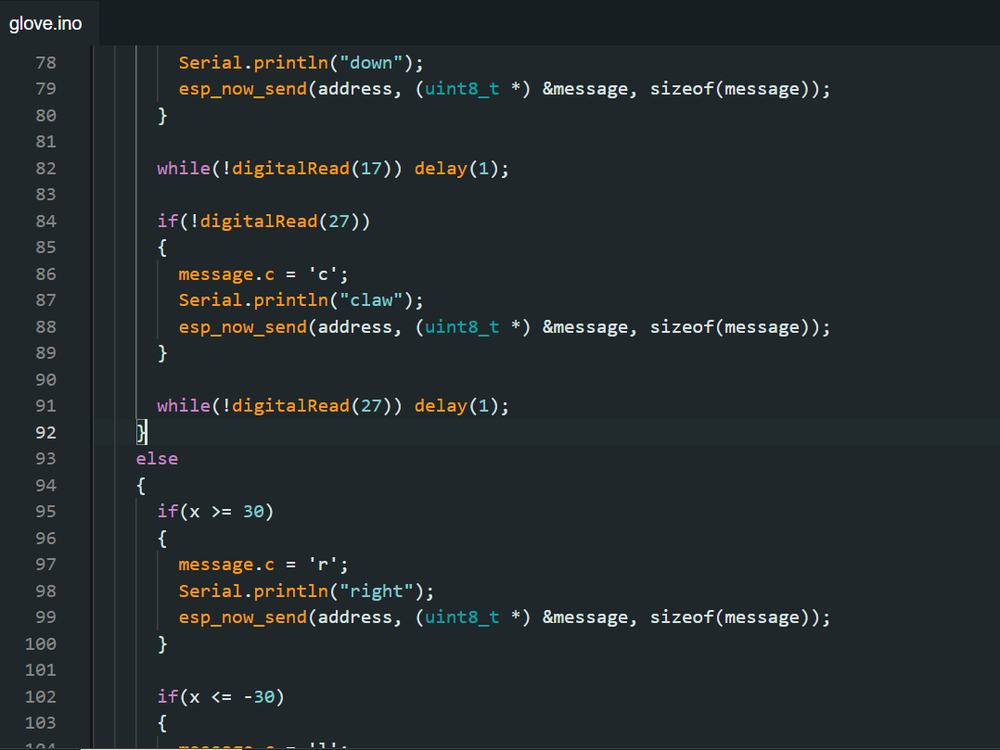 glove.ino
78 Serial.println("down");
79 esp_now_send(address, (uint8_t *) &message, sizeof(message));
80 }
81
82 while(!digitalRead(17)) delay(1);
83
84 if(!digitalRead(27))
85 {
86 message.c = 'c';
87 Serial.println("claw");
88 esp_now_send(address, (uint8_t *) &message, sizeof(message));
89 }
90
91 while(!digitalRead(27)) delay(1);
92 }
93 else
94 {
95 if(x >= 30)
96 {
97 message.c = 'r';
98 Serial.println("right");
99 esp_now_send(address, (uint8_t *) &message, sizeof(message));
100 }
101
102 if(x <= -30)
103 {
104 message.c = 'l';